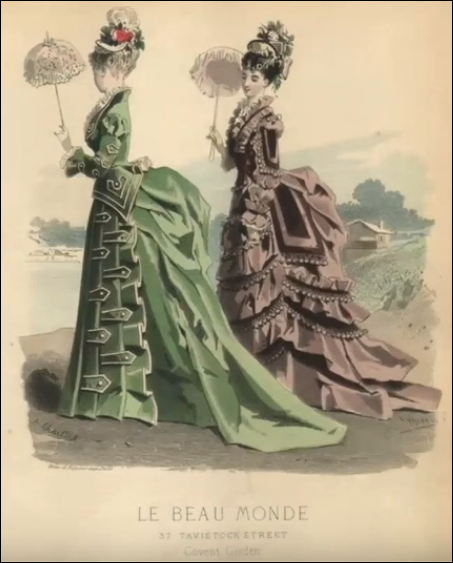 LE BEAU MONDE
37 TAVISTOCK-STREET
Covent Garden